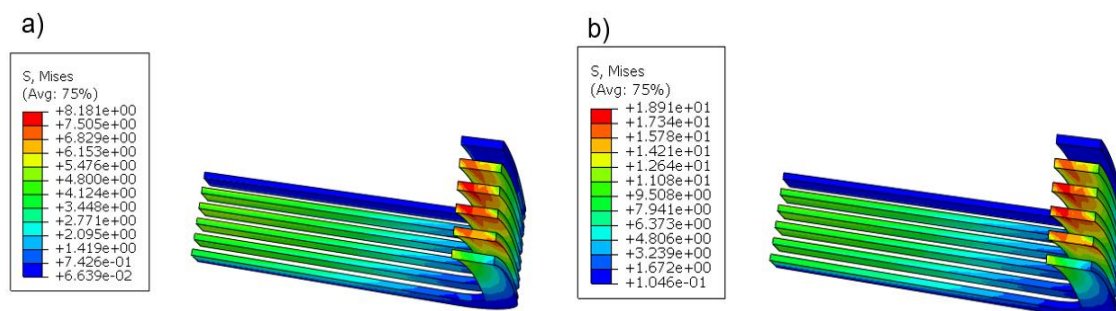 a)
S, Mises
(Avg: 75%)
+8.181e+00
+7.505e+00
+6.829e+00
+6.153e+00
+5.476e+00
+4.800e+00
+4.124e+00
+3.448e+00
+2.771e+00
+2.095e+00
+1.419e+00
+7.426e-01
+6.639e-02
b)
S, Mises
(Avg: 75%)
+1.891e+01
+1.734e+01
+1.578e+01
+1.421e+01
+1.264e+01
+1.108e+01
+9.508e+00
+7.941e+00
+6.373e+00
+4.806e+00
+3.239e+00
+1.672e+00
+1.046e-01